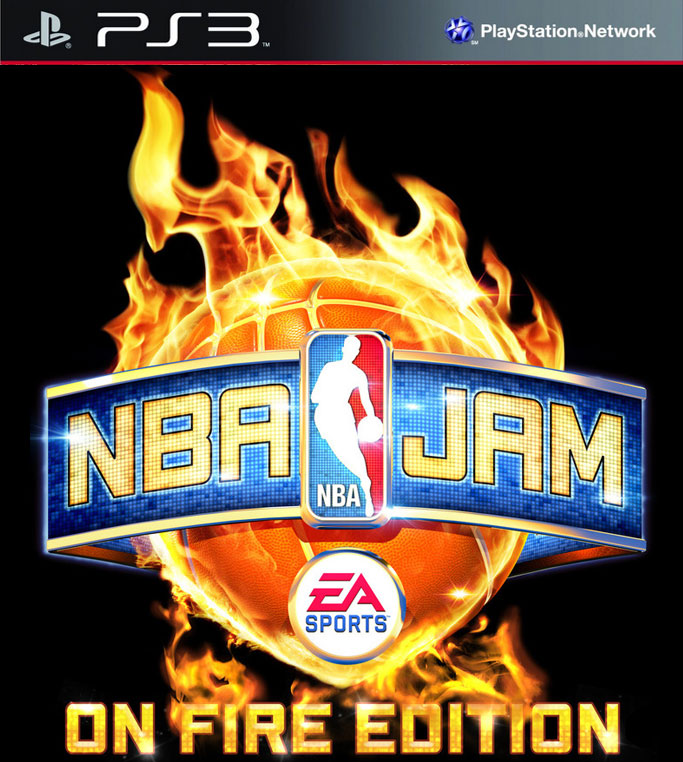 PS3 PlayStation®Network
NBA JAM
NBA
EA
SPORTS
ON FIRE EDITION